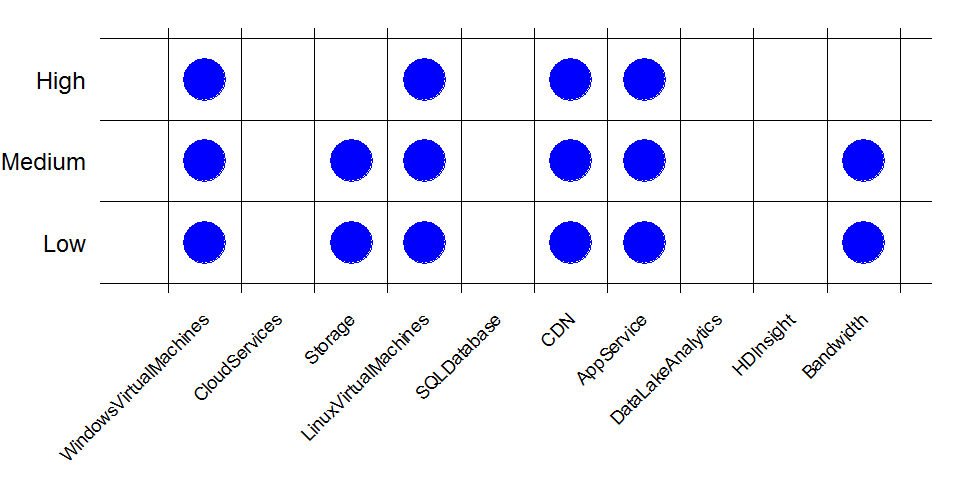 High
Medium
Low
WindowsVirtualMachines
CloudServices
Storage
LinuxVirtualMachines
SQLDatabase
CDN
AppService
DataLakeAnalytics
HDInsight
Bandwidth